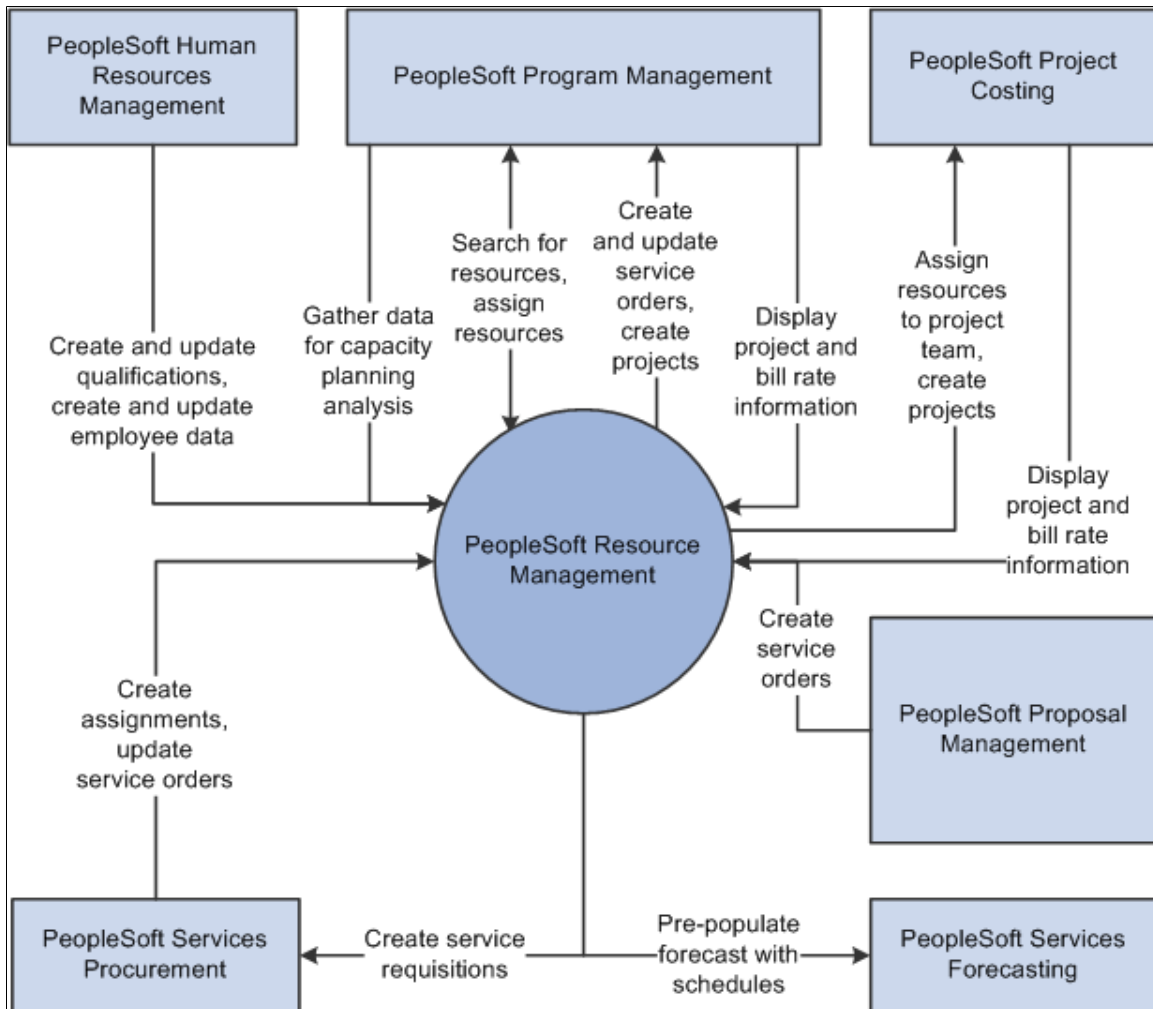 PeopleSoft Human
Resources
Management
PeopleSoft Program Management
PeopleSoft Project
Costing
Create and update
qualifications,
create and update
employee data
Gather data
for capacity
planning
analysis
Search for
resources,
assign
resources
Create
and update
service
orders,
create
projects
Display
project and
bill rate
information
Assign
resources
to project
team,
create
projects
Display
project and
bill rate
information
PeopleSoft Resource
Management
Create
service
orders
PeopleSoft Proposal
Management
Create
assignments,
update
service orders
PeopleSoft Services
Procurement
Create service
requisitions
Pre-populate
forecast with
schedules
PeopleSoft Services
Forecasting